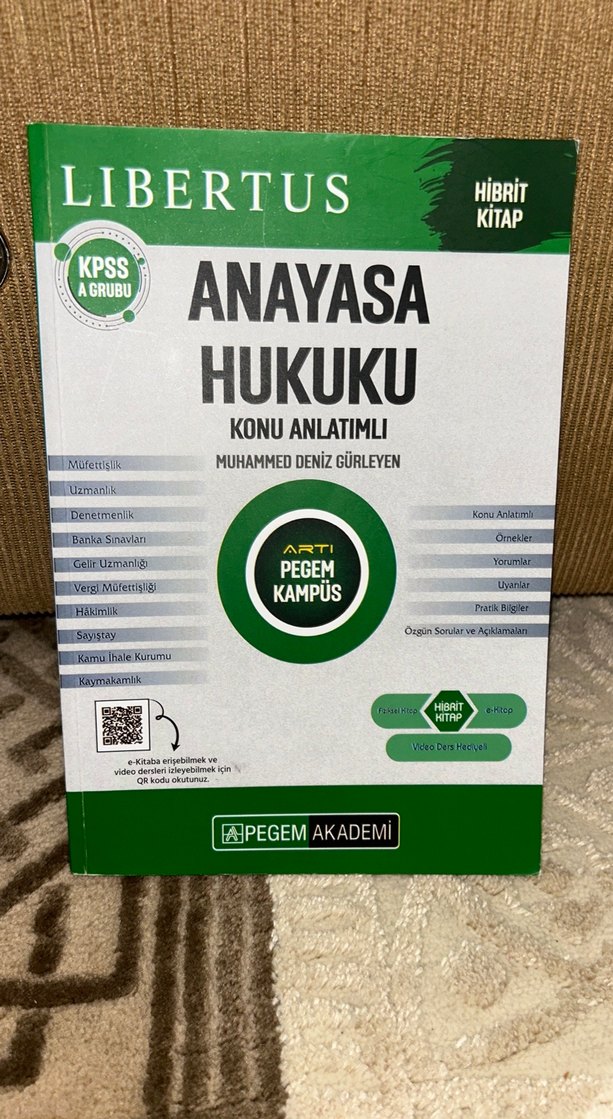 LIBERTUS
HİBRİT
KİTAP
KPSS
A GRUBU
ANAYASA
HUKUKU
KONU ANLATIMLI
MUHAMMED DENİZ GÜRLEYEN
Müfettişlik
Uzmanlık
Denetmenlik
Banka Sınavları
Gelir Uzmanlığı
Vergi Müfettişliği
Hâkimlik
Sayıştay
Kamu İhale Kurumu
Kaymakamlık
ARTI
PEGEM
KAMPÜS
Konu Anlatımlı
Örnekler
Yorumlar
Uyarılar
Pratik Bilgiler
Özgün Sorular ve Açıklamaları
Fiziksel Kitap
HİBRİT
KİTAP
e-Kitap
Video Ders Hediyeli
e-Kitaba erişebilmek ve
video dersleri izleyebilmek için
QR kodu okutunuz.
PEGEM AKADEMİ